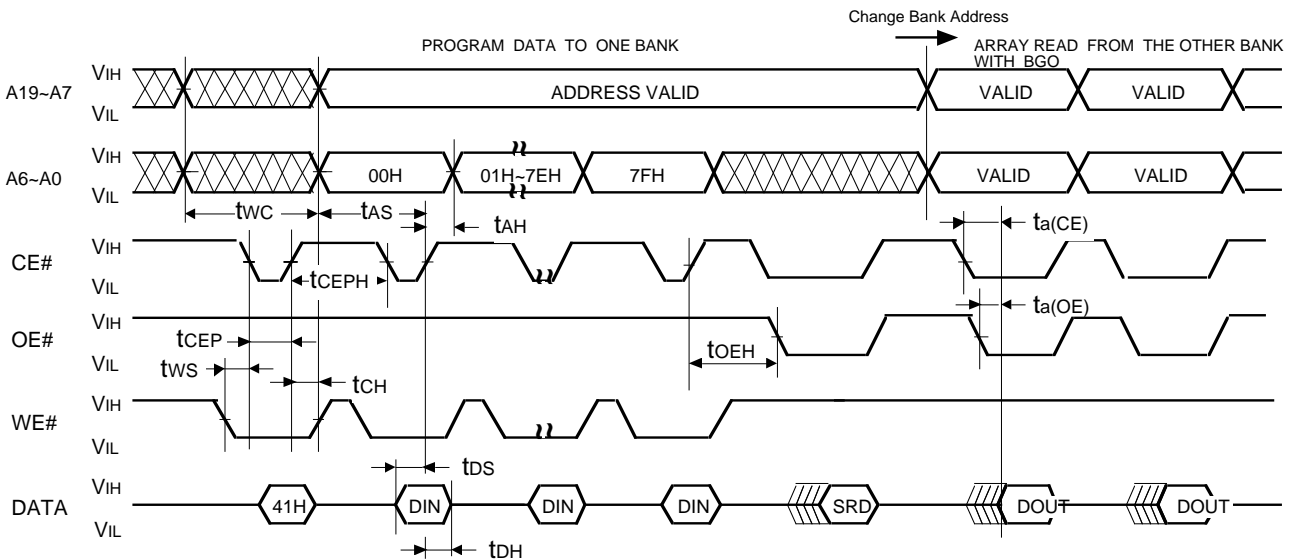 Change Bank Address
PROGRAM DATA TO ONE BANK
ARRAY READ FROM THE OTHER BANK
WITH BGO
A19~A7
VIH
VIL
ADDRESS VALID
VALID
VALID
A6~A0
VIH
VIL
00H
01H~7EH
7FH
VALID
VALID
tWC
tAS
tAH
ta(CE)
CE#
VIH
VIL
tCEPH
OE#
VIH
VIL
tCEP
tWS
tCH
tOEH
ta(OE)
WE#
VIH
VIL
tDS
DATA
VIH
VIL
41H
DIN
DIN
DIN
SRD
DOUT
DOUT
tDH